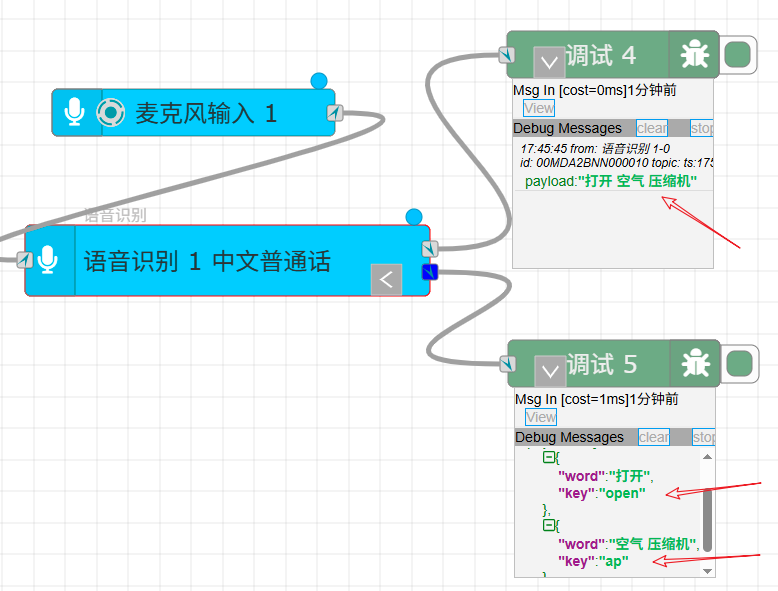 调试 4
Msg In [cost=0ms]1分钟前
View
Debug Messages clear stop
17:45:45 from: 语音识别 1-0
id: 00MDA2BNN000010 topic: ts:175
payload:"打开 空气 压缩机"
麦克风输入 1
语音识别
语音识别 1 中文普通话
<
调试 5
Msg In [cost=1ms]1分钟前
View
Debug Messages clear stop
{
"word":"打开",
"key":"open"
},
{
"word":"空气 压缩机",
"key":"ap"
}